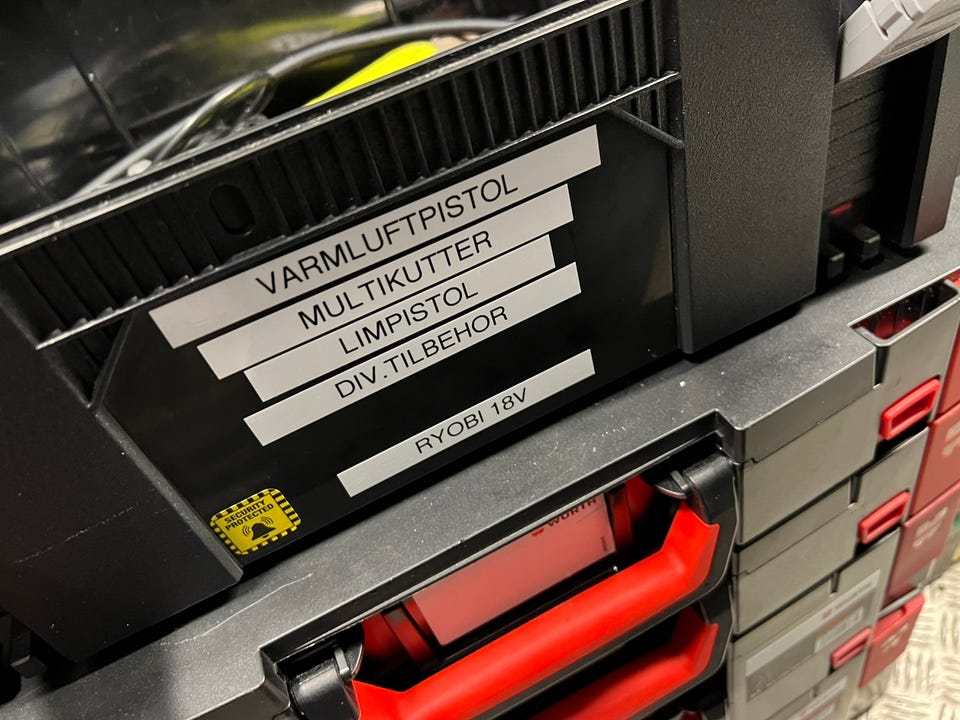 VARMLUFTPISTOL
MULTIKUTTER
LIMPISTOL
DIV.TILBEHOR
RYOBI 18V
SECURITY
PROTECTED
WÜRTH